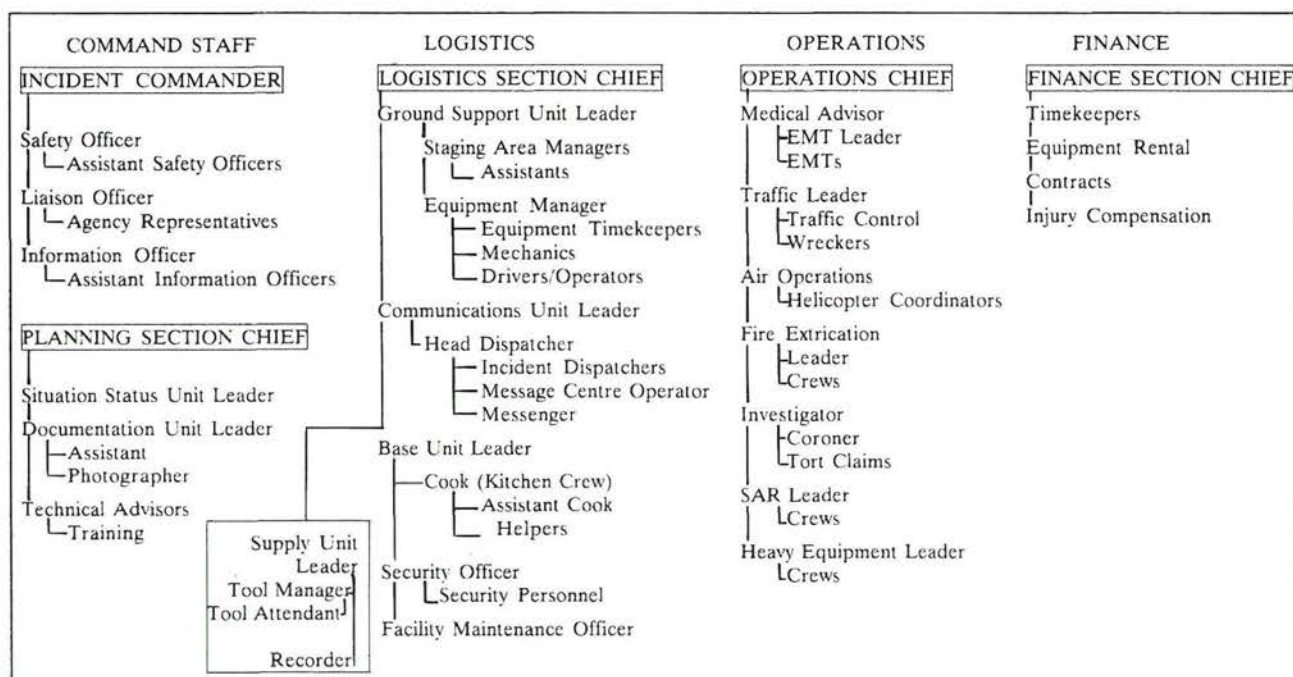 COMMAND STAFF
INCIDENT COMMANDER
Safety Officer
Assistant Safety Officers
Liaison Officer
Agency Representatives
Information Officer
Assistant Information Officers
PLANNING SECTION CHIEF
Situation Status Unit Leader
Documentation Unit Leader
Assistant
Photographer
Technical Advisors
Training
LOGISTICS
LOGISTICS SECTION CHIEF
Ground Support Unit Leader
Staging Area Managers
Assistants
Equipment Manager
Equipment Timekeepers
Mechanics
Drivers/Operators
Communications Unit Leader
Head Dispatcher
Incident Dispatchers
Message Centre Operator
Messenger
Base Unit Leader
Cook (Kitchen Crew)
Assistant Cook
Helpers
Security Officer
Security Personnel
Facility Maintenance Officer
Supply Unit
Leader
Tool Manager
Tool Attendant
Recorder
OPERATIONS
OPERATIONS CHIEF
Medical Advisor
EMT Leader
EMTs
Traffic Leader
Traffic Control
Wreckers
Air Operations
Helicopter Coordinators
Fire Extrication
Leader
Crews
Investigator
Coroner
Tort Claims
SAR Leader
Crews
Heavy Equipment Leader
Crews
FINANCE
FINANCE SECTION CHIEF
Timekeepers
Equipment Rental
Contracts
Injury Compensation